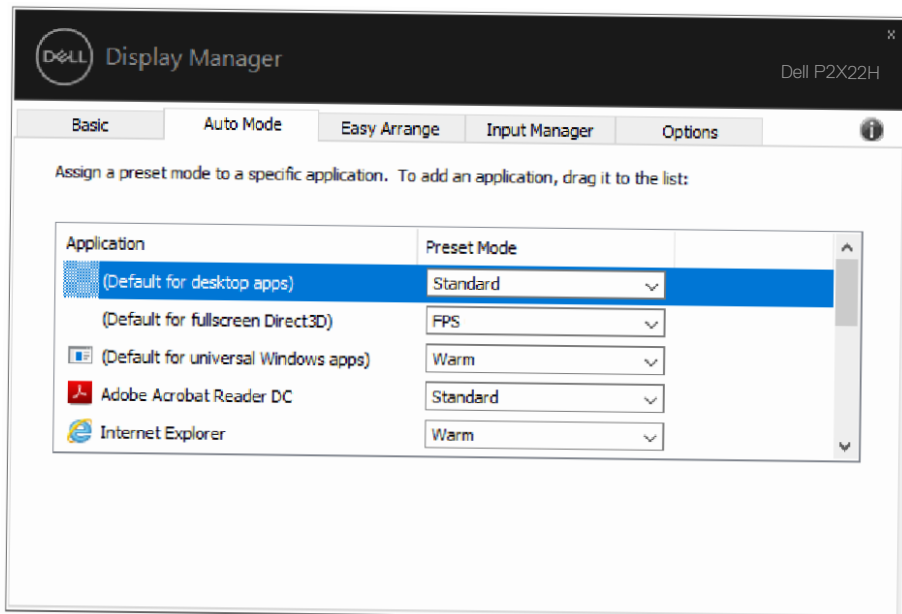 DELL Display Manager
x
Dell P2X22H
Basic Auto Mode Easy Arrange Input Manager Options
Assign a preset mode to a specific application. To add an application, drag it to the list:
Application Preset Mode
(Default for desktop apps) Standard
(Default for fullscreen Direct3D) FPS
(Default for universal Windows apps) Warm
Adobe Acrobat Reader DC Standard
Internet Explorer Warm